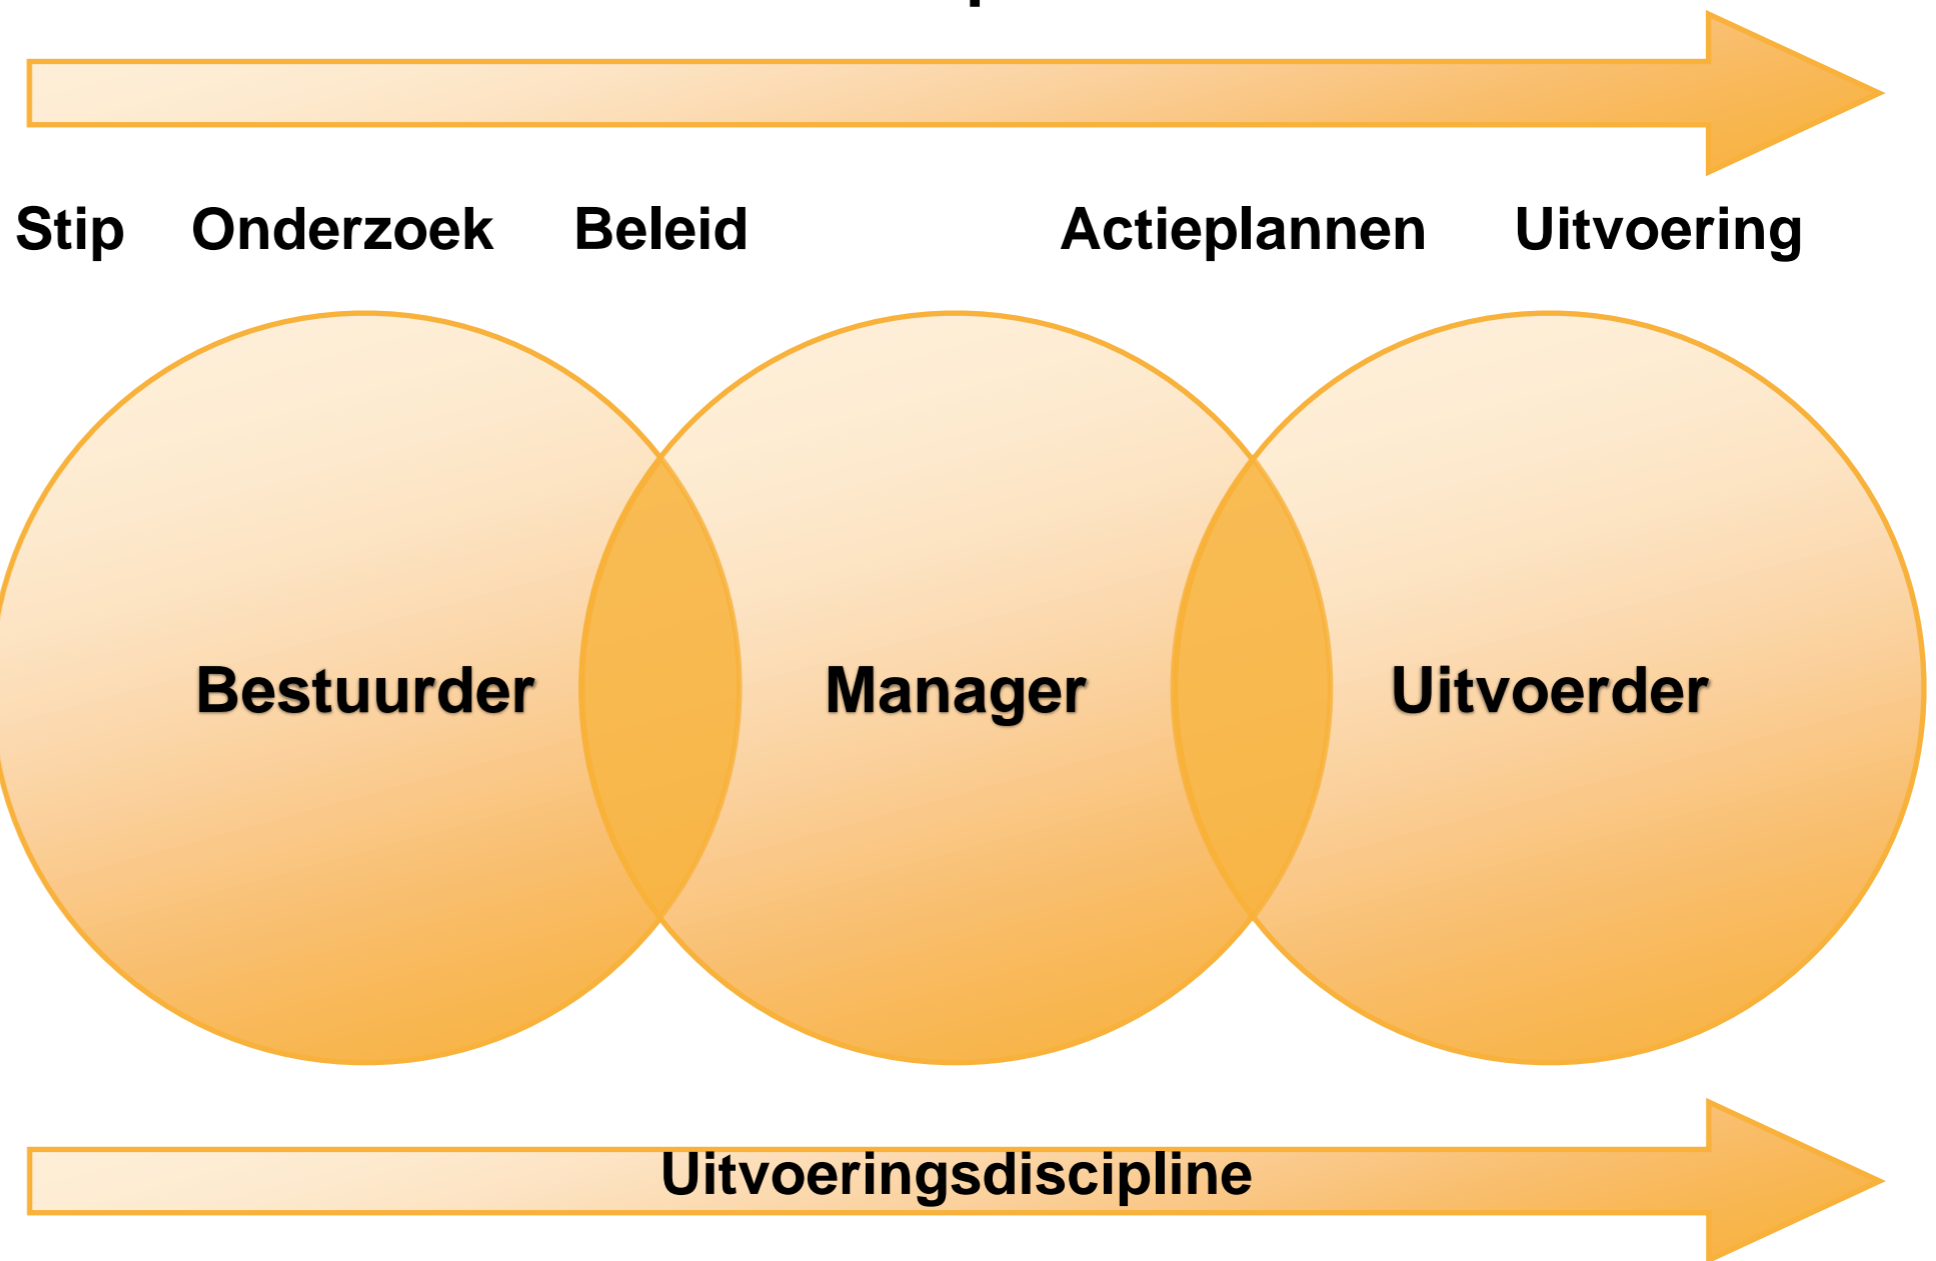 Stip Onderzoek Beleid Actieplannen Uitvoering
Bestuurder Manager Uitvoerder
Uitvoeringsdiscipline